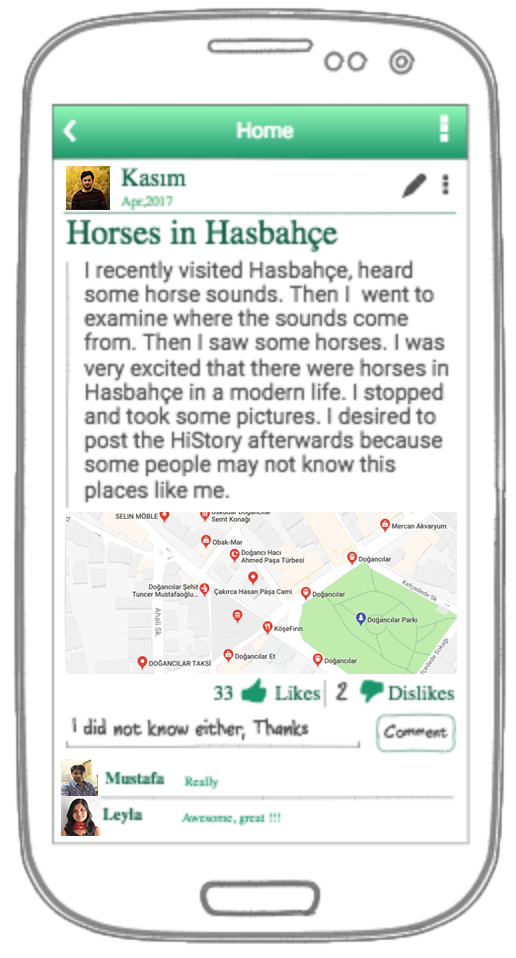 Home
Kasım
Apr,2017
Horses in Hasbahçe
I recently visited Hasbahçe, heard
some horse sounds. Then I went to
examine where the sounds come
from. Then I saw some horses. I was
very excited that there were horses in
Hasbahçe in a modern life. I stopped
and took some pictures. I desired to
post the HiStory afterwards because
some people may not know this
places like me.
SELIN MÖBLE
Üsküdar Doğancılar
Semt Konağı
Mercan Akvaryum
Obak-Mar
Doğancı Hacı
Ahmed Paşa Türbesi
Doğancılar
Kefçedede Sk.
Doğancılar Şehit
Tuncer Mustafaoğlu...
Çakırca Hasan Paşa Cami
Doğancılar
Ahali Sk
KöşeFırın
Doğancılar Parkı
Doğancılar Et
Doğancılar
DOĞANCILAR TAKSİ
efçedede Sokağı
33 Likes 2 Dislikes
I did not know either, Thanks
Comment
Mustafa Really
Leyla Awesome, great !!!